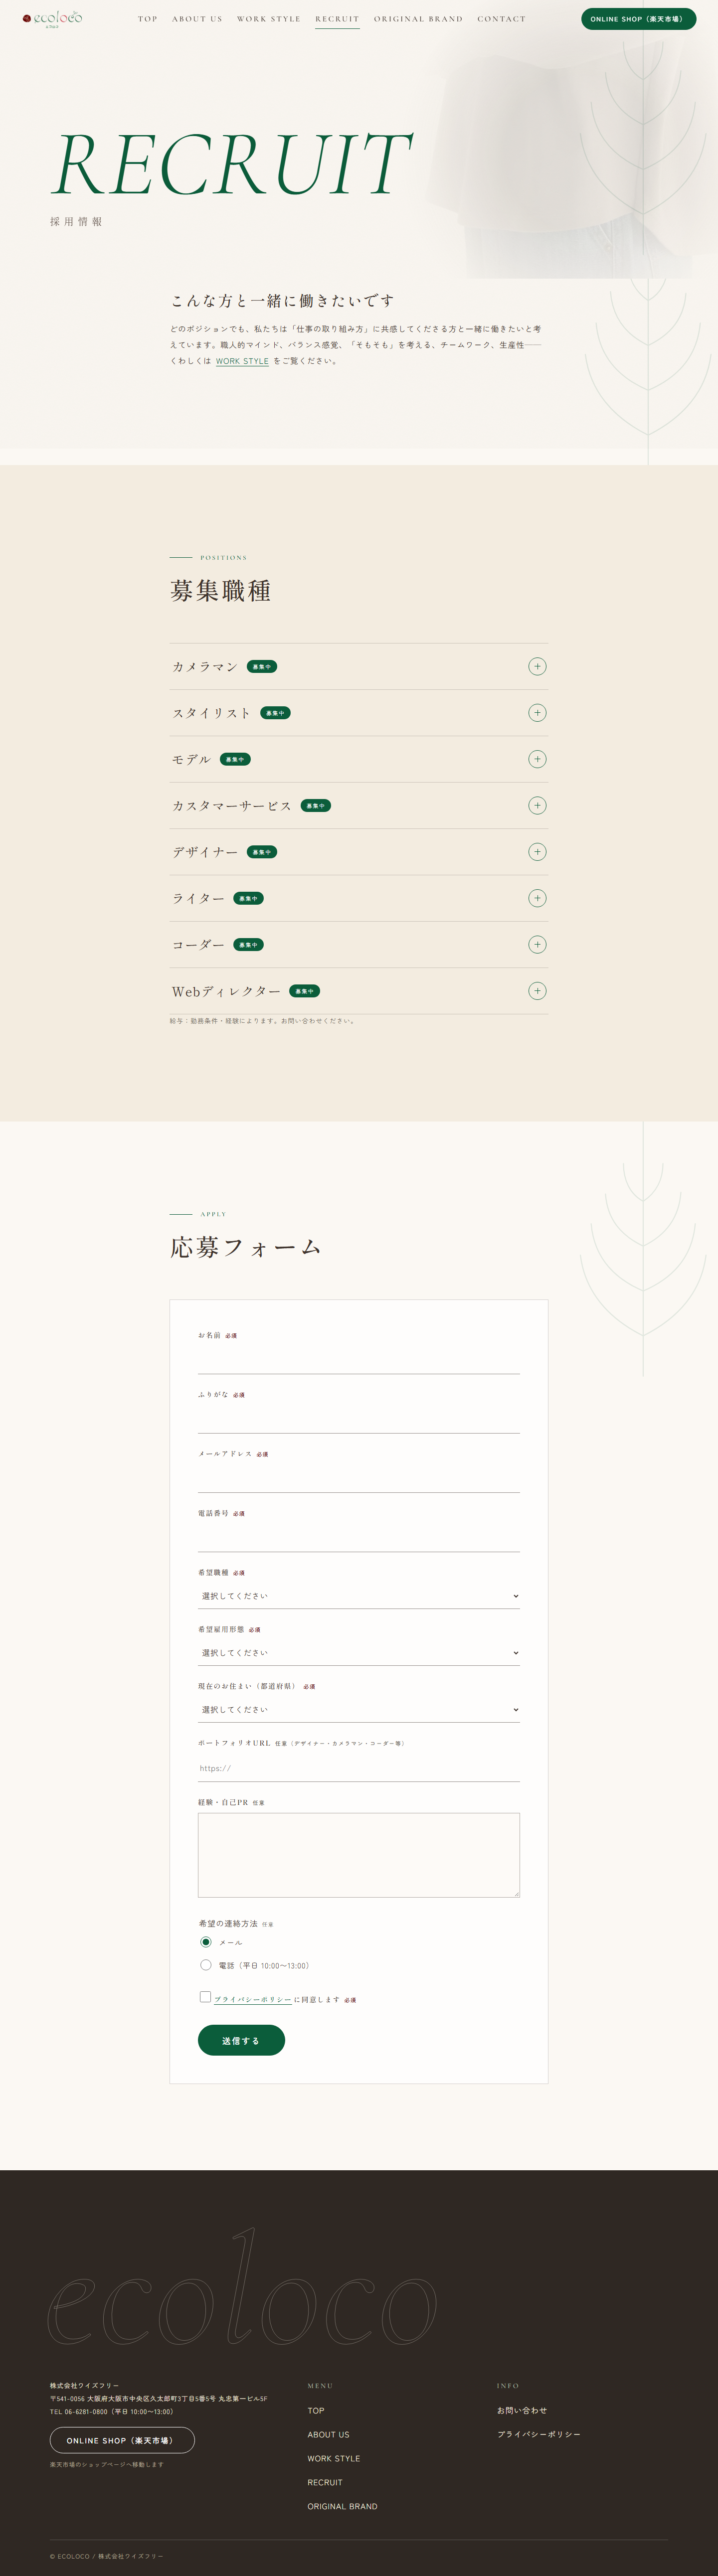 ecoloco
TOP ABOUT US WORK STYLE RECRUIT ORIGINAL BRAND CONTACT
ONLINE SHOP（楽天市場）
RECRUIT
採用情報
こんな方と一緒に働きたいです
どのポジションでも、私たちは「仕事の取り組み方」に共感してくださる方と一緒に働きたいと考
えています。職人的マインド、バランス感覚、「そもそも」を考える、チームワーク、生産性──
くわしくは WORK STYLE をご覧ください。
POSITIONS
募集職種
カメラマン 募集中
スタイリスト 募集中
モデル 募集中
カスタマーサービス 募集中
デザイナー 募集中
ライター 募集中
コーダー 募集中
Webディレクター 募集中
給与：勤務条件・経験によります。お問い合わせください。
APPLY
応募フォーム
お名前 必須
ふりがな 必須
メールアドレス 必須
電話番号 必須
希望職種 必須
選択してください
希望雇用形態 必須
選択してください
現在のお住まい（都道府県） 必須
選択してください
ポートフォリオURL 任意（デザイナー・カメラマン・コーダー等）
https://
経験・自己PR 任意
希望の連絡方法 任意
メール
電話（平日 10:00〜13:00）
プライバシーポリシーに同意します 必須
送信する
ecoloco
株式会社ワイズフリー
〒541-0056 大阪府大阪市中央区久太郎町3丁目5番5号 丸忠第一ビル5F
TEL 06-6281-0800（平日 10:00〜13:00）
ONLINE SHOP（楽天市場）
楽天市場のショップページへ移動します
MENU
TOP
ABOUT US
WORK STYLE
RECRUIT
ORIGINAL BRAND
INFO
お問い合わせ
プライバシーポリシー
© ECOLOCO / 株式会社ワイズフリー